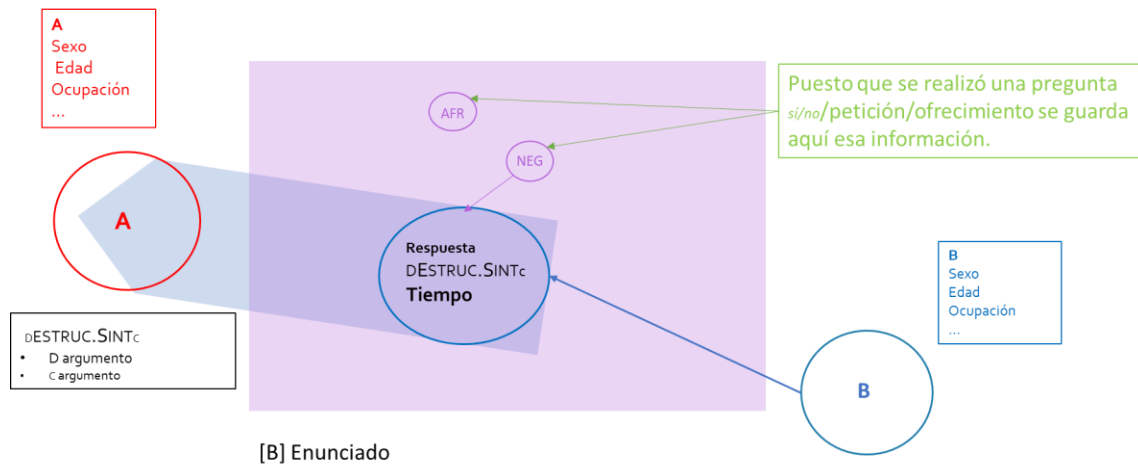 A
Sexo
Edad
Ocupación
...
Puesto que se realizó una pregunta
sí/no/petición/ofrecimiento se guarda
aquí esa información.
AFR
NEG
A
Respuesta
DESTRUC.SINTC
Tiempo
B
Sexo
Edad
Ocupación
...
DESTRUC.SINTC
• D argumento
• C argumento
B
[B] Enunciado